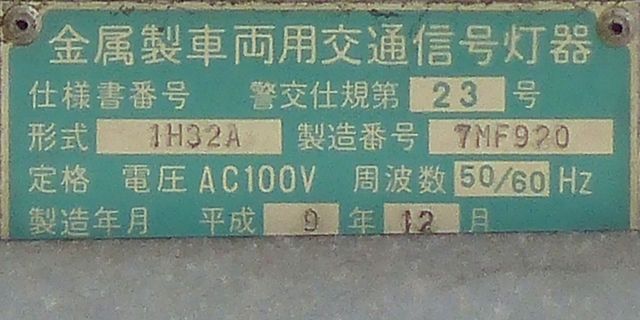 金属製車両用交通信号灯器
仕様書番号 警交仕規第 23 号
形式 1H32A 製造番号 7MF920
定格 電圧 AC100V 周波数 50/60 Hz
製造年月 平成 9 年 12 月